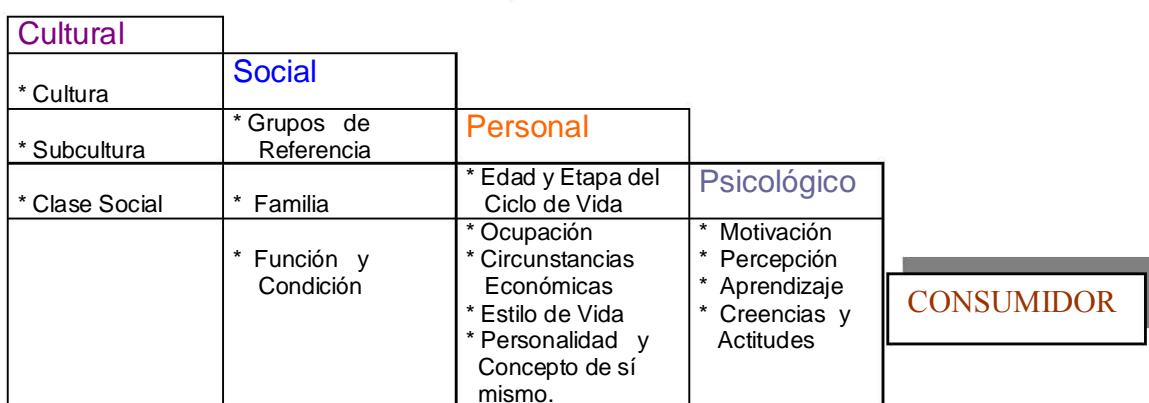 Cultural
* Cultura
* Subcultura
* Clase Social
Social
* Grupos de
Referencia
* Familia
* Función y
Condición
Personal
* Edad y Etapa del
Ciclo de Vida
* Ocupación
* Circunstancias
Económicas
* Estilo de Vida
* Personalidad y
Concepto de sí
mismo.
Psicológico
* Motivación
* Percepción
* Aprendizaje
* Creencias y
Actitudes
CONSUMIDOR